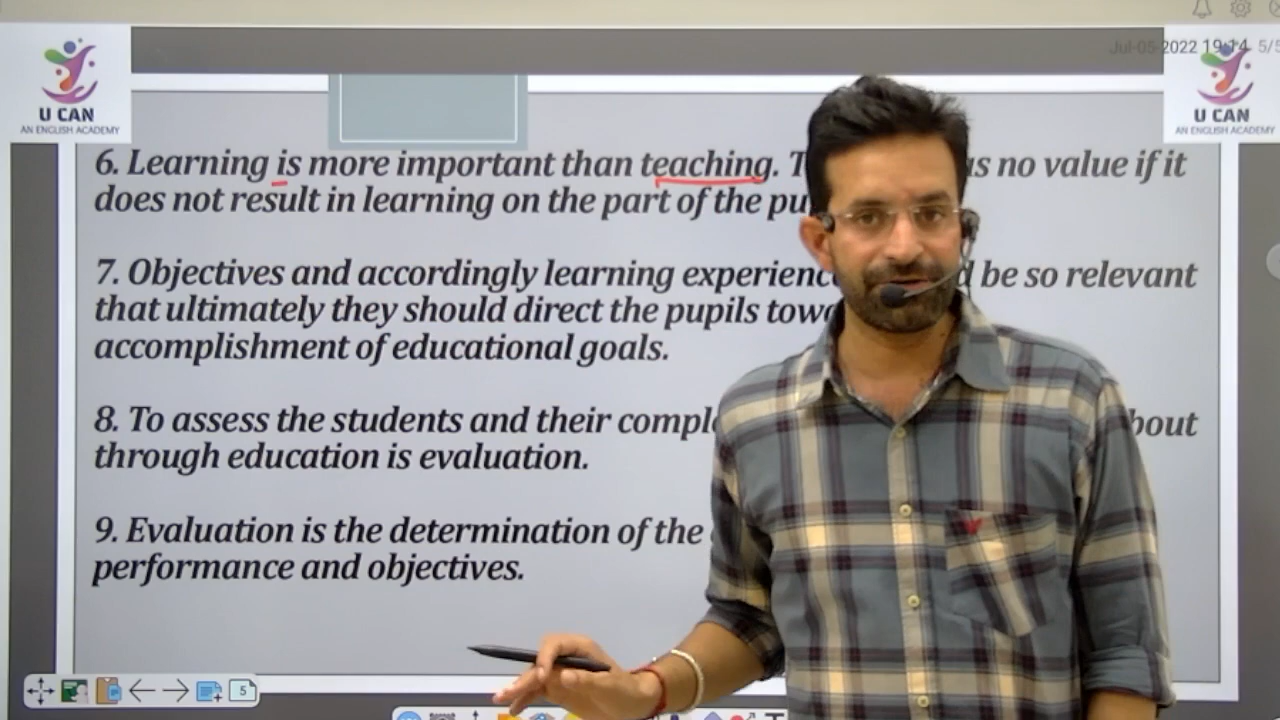 Jul-05-2022 19:14 5/5
U CAN
AN ENGLISH ACADEMY
U CAN
AN ENGLISH ACADEMY
6. Learning is more important than teaching. T as no value if it
does not result in learning on the part of the pu
7. Objectives and accordingly learning experienc d be so relevant
that ultimately they should direct the pupils towa
accomplishment of educational goals.
8. To assess the students and their comple bout
through education is evaluation.
9. Evaluation is the determination of the
performance and objectives.
5